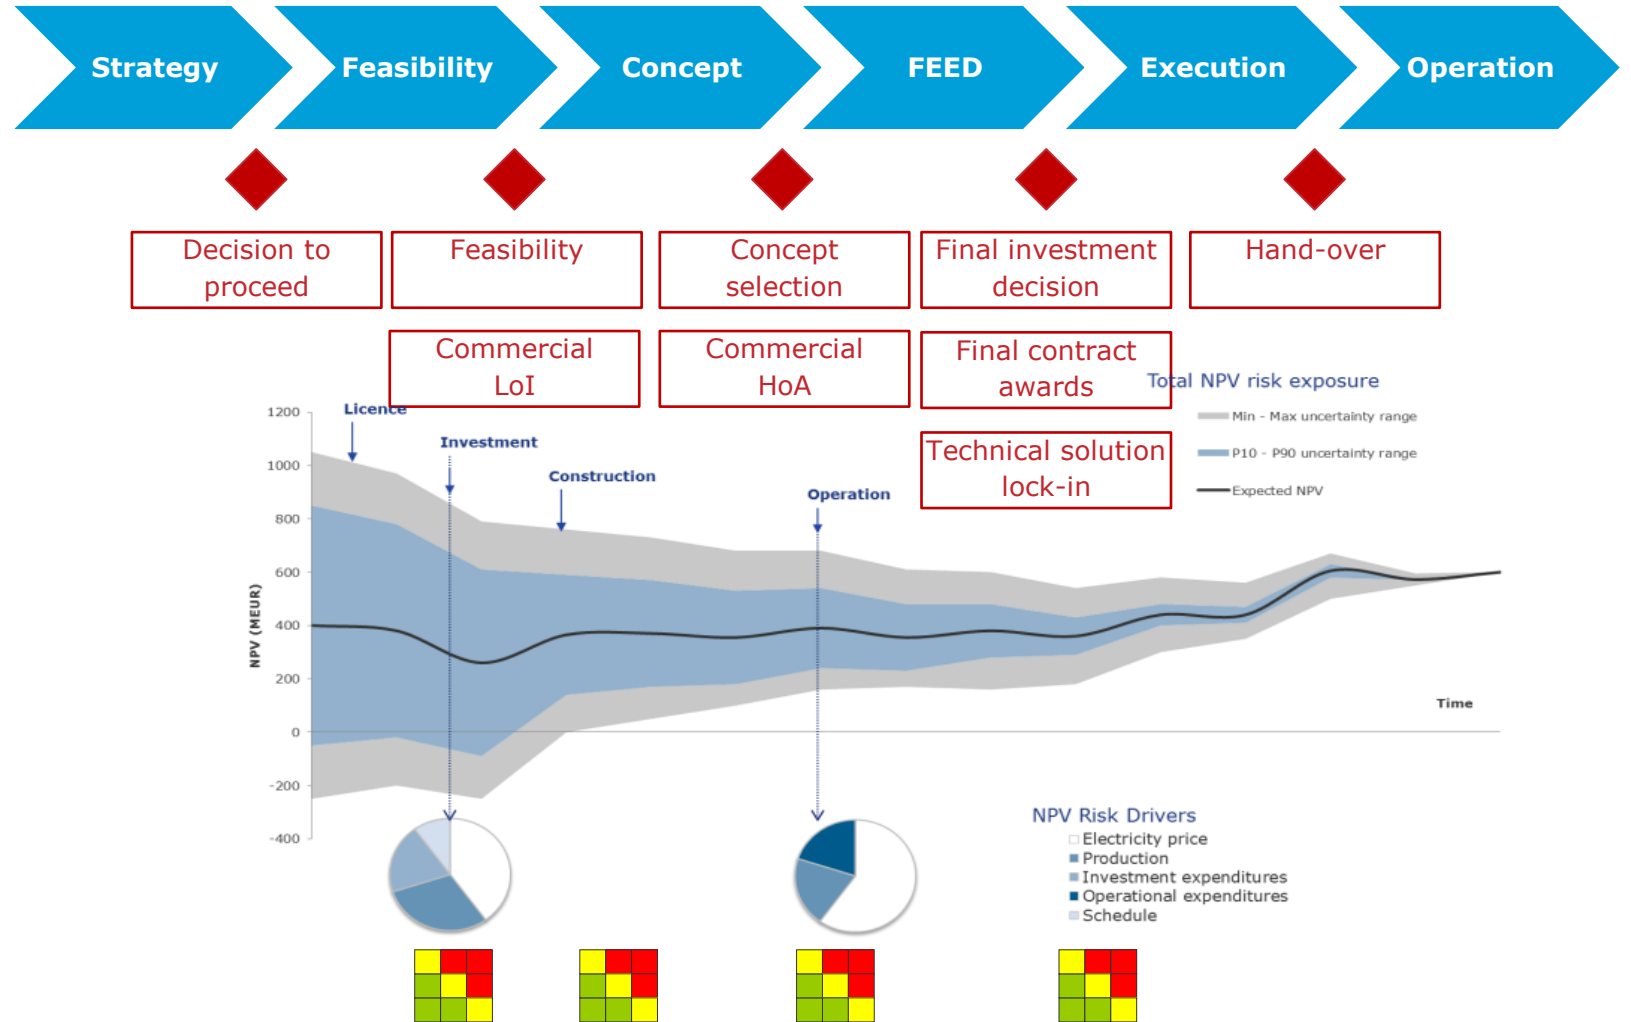 Strategy
Feasibility
Concept
FEED
Execution
Operation
Decision to
proceed
Feasibility
Concept
selection
Final investment
decision
Hand-over
Commercial
LoI
Commercial
HoA
Final contract
awards
Technical solution
lock-in
Total NPV risk exposure
Min - Max uncertainty range
P10 - P90 uncertainty range
Expected NPV
Licence
Investment
Construction
Operation
NPV (MEUR)
1200
1000
800
600
400
200
0
-200
-400
Time
NPV Risk Drivers
Electricity price
Production
Investment expenditures
Operational expenditures
Schedule